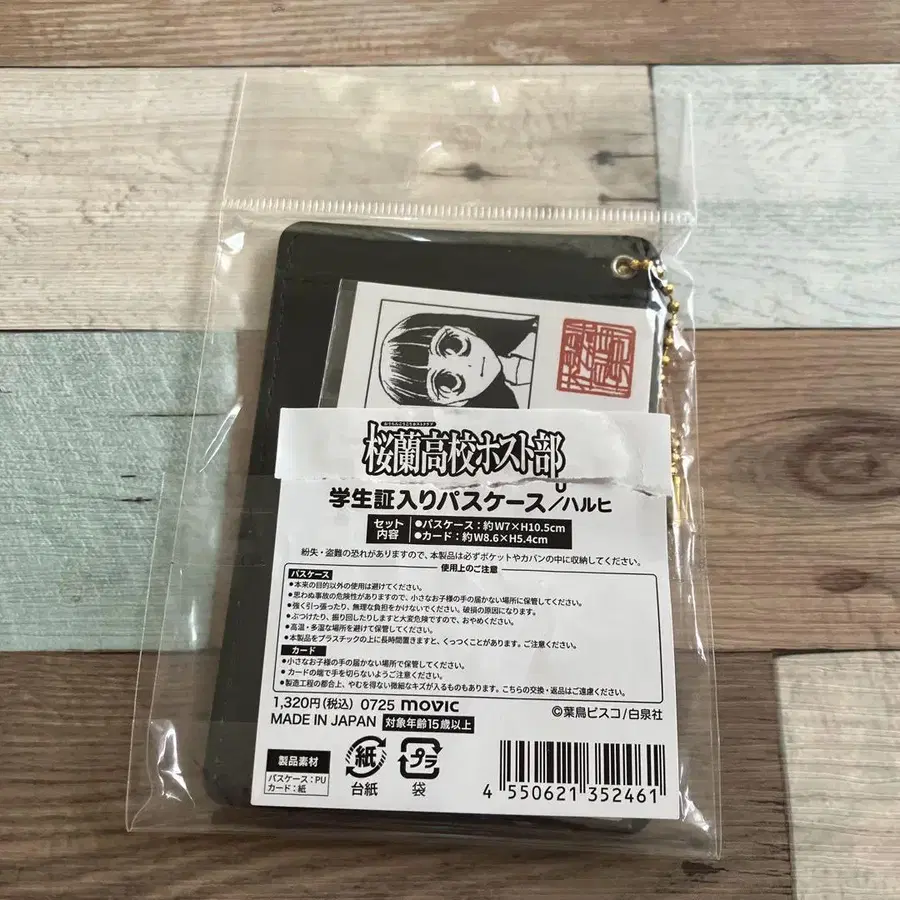 桜蘭高校ホスト部
学生証入りパスケース/ハルヒ
セット内容
●パスケース:約W7×H10.5cm
●カード:約W8.6×H5.4cm
紛失・盗難の恐れがありますので、本製品は必ずポケットやカバンの中に収納してください。
使用上のご注意
パスケース
●本来の目的以外の使用は避けてください。
●思わぬ事故の危険性がありますので、小さなお子様の手の届かない場所に保管してください。
●強く引っ張ったり、無理な負担をかけないでください。破損の原因になります。
●ぶつけたり、振り回したりしますと大変危険ですので、おやめください。
●高温・多湿な場所を避けて保管してください。
●本製品をプラスチックの上に長時間置きますと、くっつくことがあります。ご注意ください。
カード
●小さなお子様の手の届かない場所で保管してください。
●カードの端で手を切らないようご注意ください。
●製造工程の都合上、やむを得ない微細なキズが入るものもあります。こちらの交換・返品はご遠慮ください。
1,320円(税込) 0725 movic
©葉鳥ビスコ/白泉社
MADE IN JAPAN 対象年齢15歳以上
製品素材
パスケース:PU
カード:紙
紙
台紙
プラ
袋
4 550621 352461